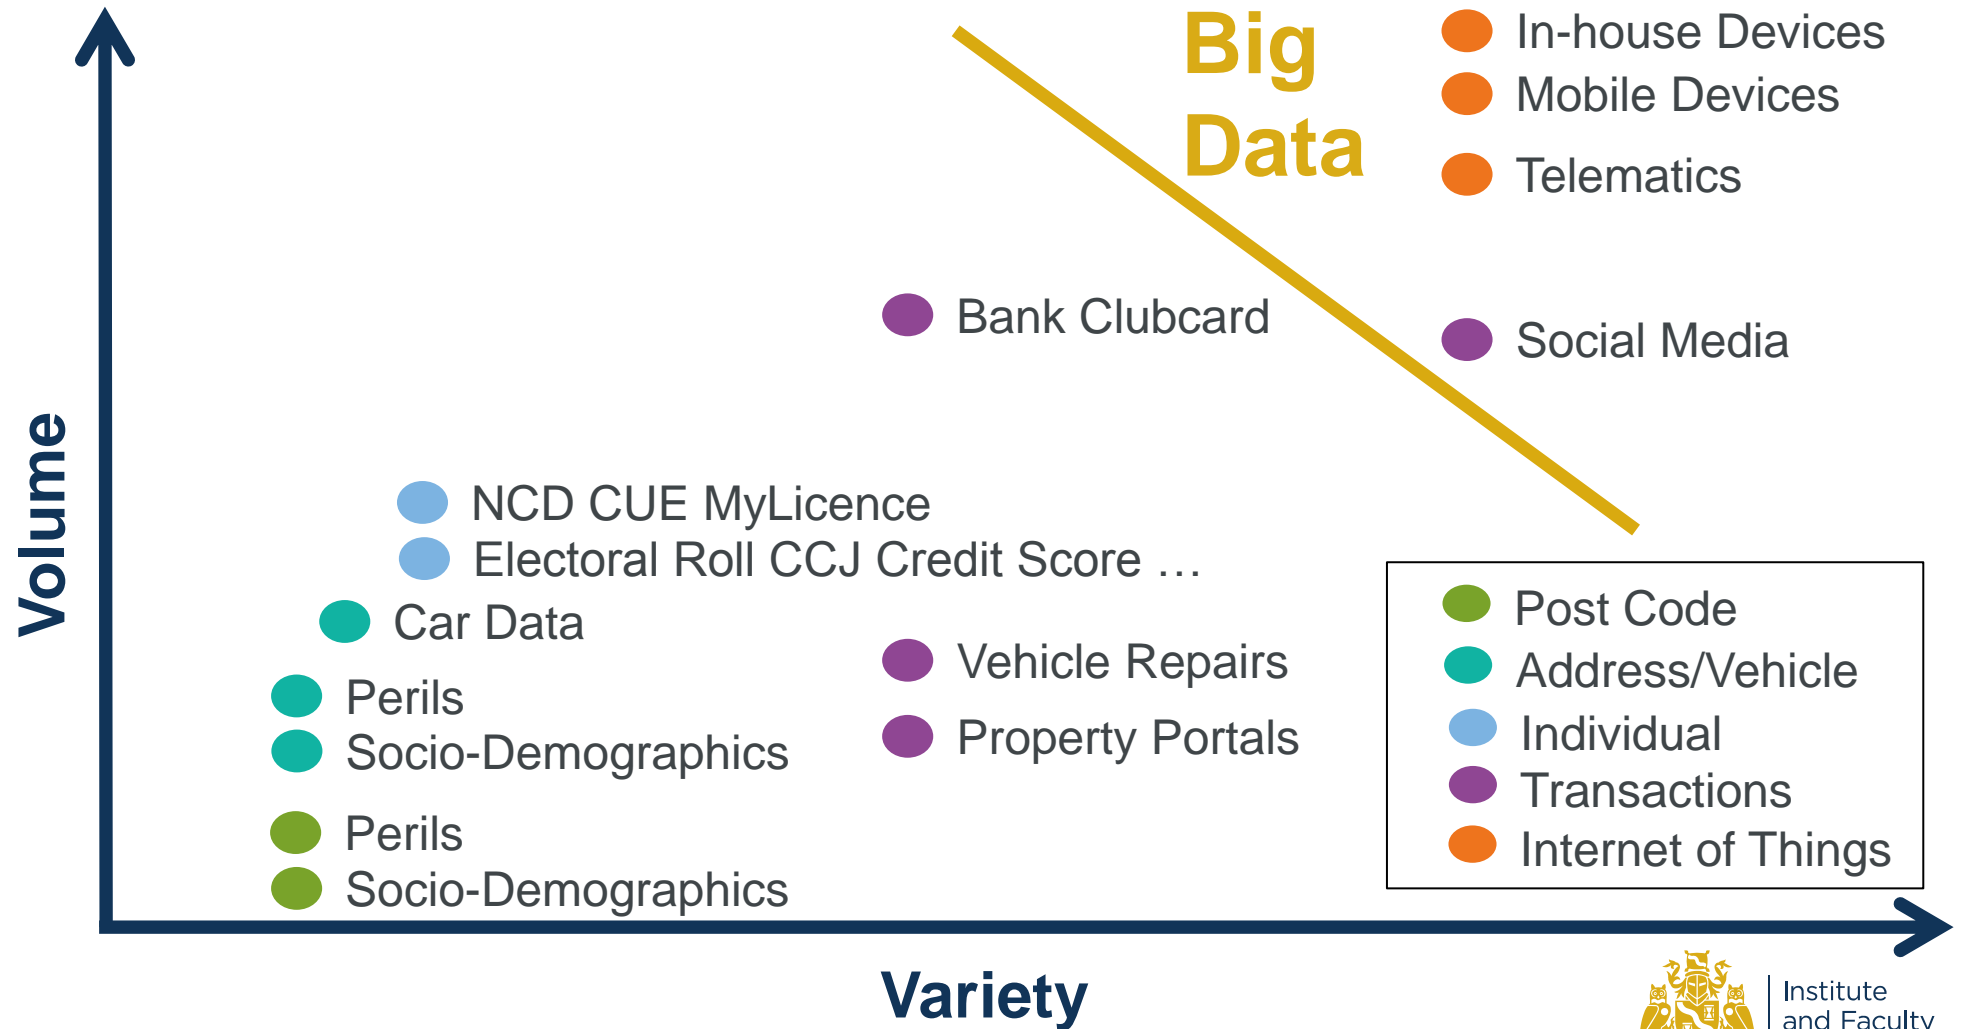 Big
Data
In-house Devices
Mobile Devices
Telematics
Bank Clubcard
Social Media
Volume
NCD CUE MyLicence
Electoral Roll CCJ Credit Score …
Car Data
Perils
Socio-Demographics
Perils
Socio-Demographics
Vehicle Repairs
Property Portals
Post Code
Address/Vehicle
Individual
Transactions
Internet of Things
Variety
Institute
and Faculty